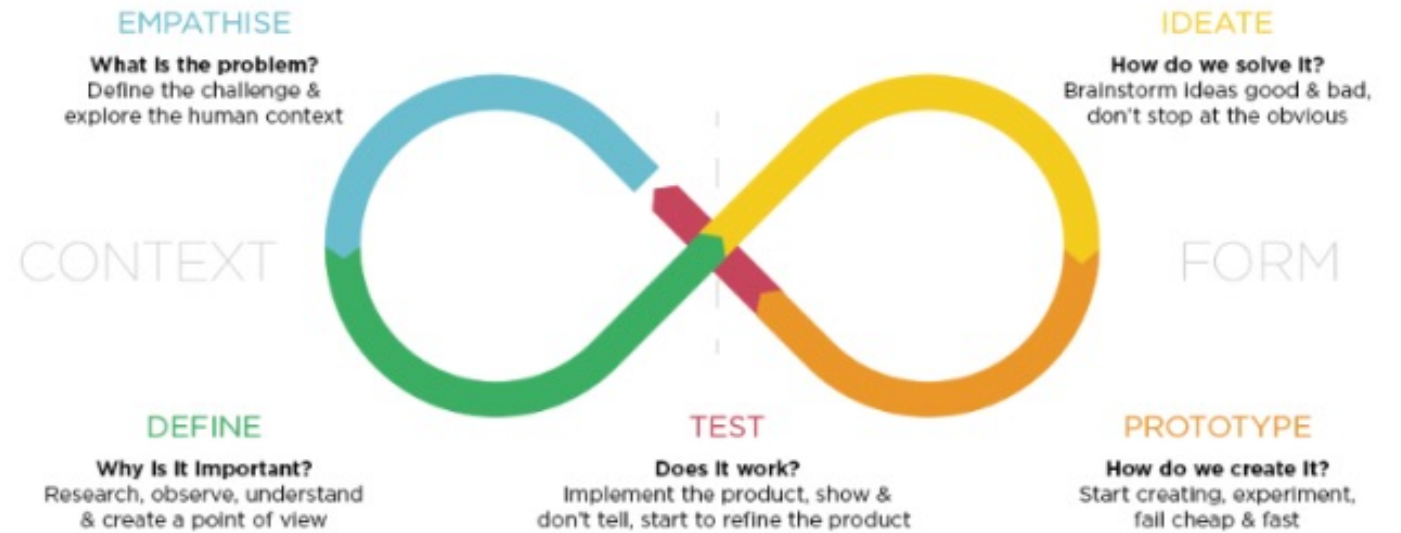 EMPATHISE
What is the problem?
Define the challenge &
explore the human context
IDEATE
How do we solve it?
Brainstorm ideas good & bad,
don't stop at the obvious
CONTEXT
FORM
DEFINE
Why is it important?
Research, observe, understand
& create a point of view
TEST
Does it work?
Implement the product, show &
don't tell, start to refine the product
PROTOTYPE
How do we create it?
Start creating, experiment,
fail cheap & fast